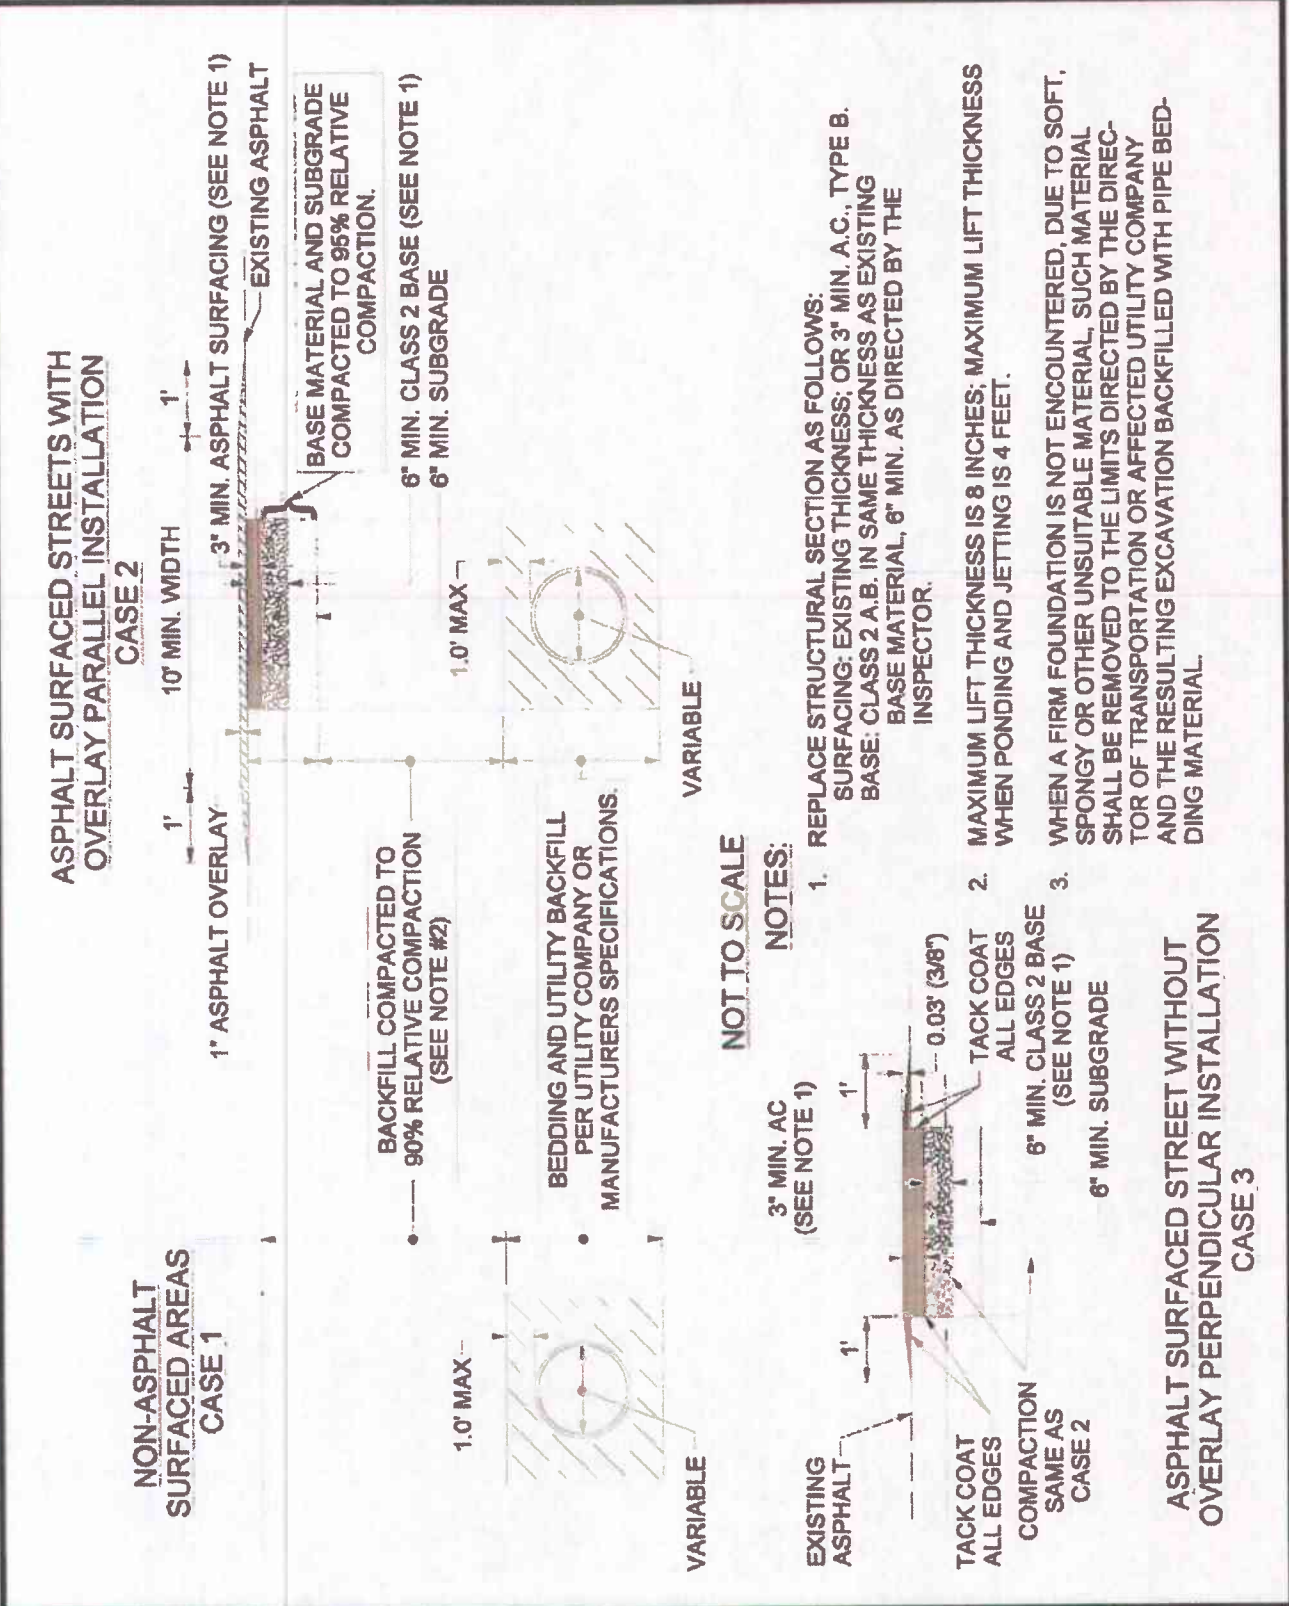 NON-ASPHALT
SURFACED AREAS
CASE 1
1.0' MAX
VARIABLE
BACKFILL COMPACTED TO
90% RELATIVE COMPACTION
(SEE NOTE #2)
BEDDING AND UTILITY BACKFILL
PER UTILITY COMPANY OR
MANUFACTURERS SPECIFICATIONS.
ASPHALT SURFACED STREETS WITH
OVERLAY PARALLEL INSTALLATION
CASE 2
1'
10' MIN. WIDTH
1'
1" ASPHALT OVERLAY
3" MIN. ASPHALT SURFACING (SEE NOTE 1)
EXISTING ASPHALT
BASE MATERIAL AND SUBGRADE
COMPACTED TO 95% RELATIVE
COMPACTION.
6" MIN. CLASS 2 BASE (SEE NOTE 1)
6" MIN. SUBGRADE
1.0' MAX
VARIABLE
NOT TO SCALE
3" MIN. AC
(SEE NOTE 1)
1'
1'
0.03' (3/8")
EXISTING
ASPHALT
TACK COAT
ALL EDGES
TACK COAT
ALL EDGES
COMPACTION
SAME AS
CASE 2
6" MIN. CLASS 2 BASE
(SEE NOTE 1)
6" MIN. SUBGRADE
ASPHALT SURFACED STREET WITHOUT
OVERLAY PERPENDICULAR INSTALLATION
CASE 3
NOTES:
1. REPLACE STRUCTURAL SECTION AS FOLLOWS:
SURFACING: EXISTING THICKNESS; OR 3" MIN. A.C., TYPE B.
BASE: CLASS 2 A.B. IN SAME THICKNESS AS EXISTING
BASE MATERIAL, 6" MIN. AS DIRECTED BY THE
INSPECTOR.
2. MAXIMUM LIFT THICKNESS IS 8 INCHES; MAXIMUM LIFT THICKNESS
WHEN PONDING AND JETTING IS 4 FEET.
3. WHEN A FIRM FOUNDATION IS NOT ENCOUNTERED, DUE TO SOFT,
SPONGY OR OTHER UNSUITABLE MATERIAL, SUCH MATERIAL
SHALL BE REMOVED TO THE LIMITS DIRECTED BY THE DIREC-
TOR OF TRANSPORTATION OR AFFECTED UTILITY COMPANY
AND THE RESULTING EXCAVATION BACKFILLED WITH PIPE BED-
DING MATERIAL.